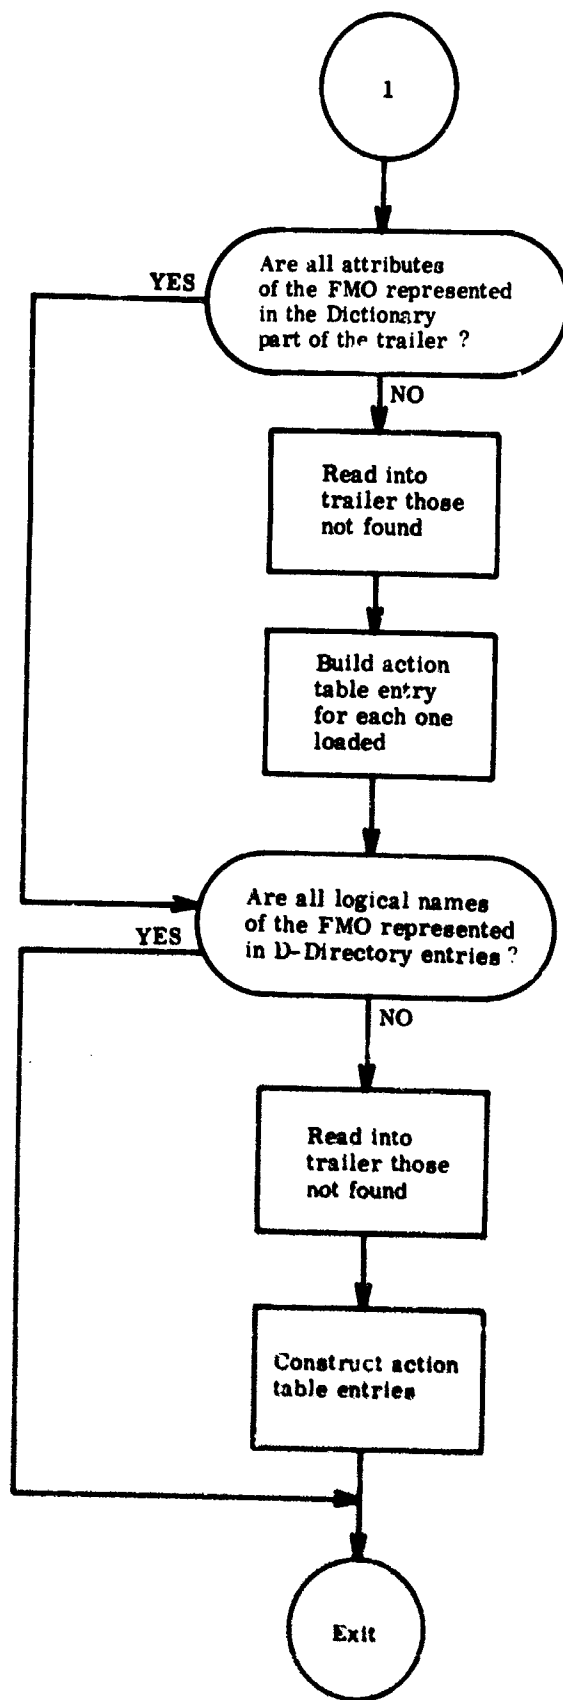 1
Are all attributes
YES
of the FMO represented
in the Dictionary
part of the trailer ?
NO
Read into
trailer those
not found
Build action
table entry
for each one
loaded
Are all logical names
of the FMO represented
YES
in D-Directory entries ?
NO
Read into
trailer those
not found
Construct action
table entries
Exit